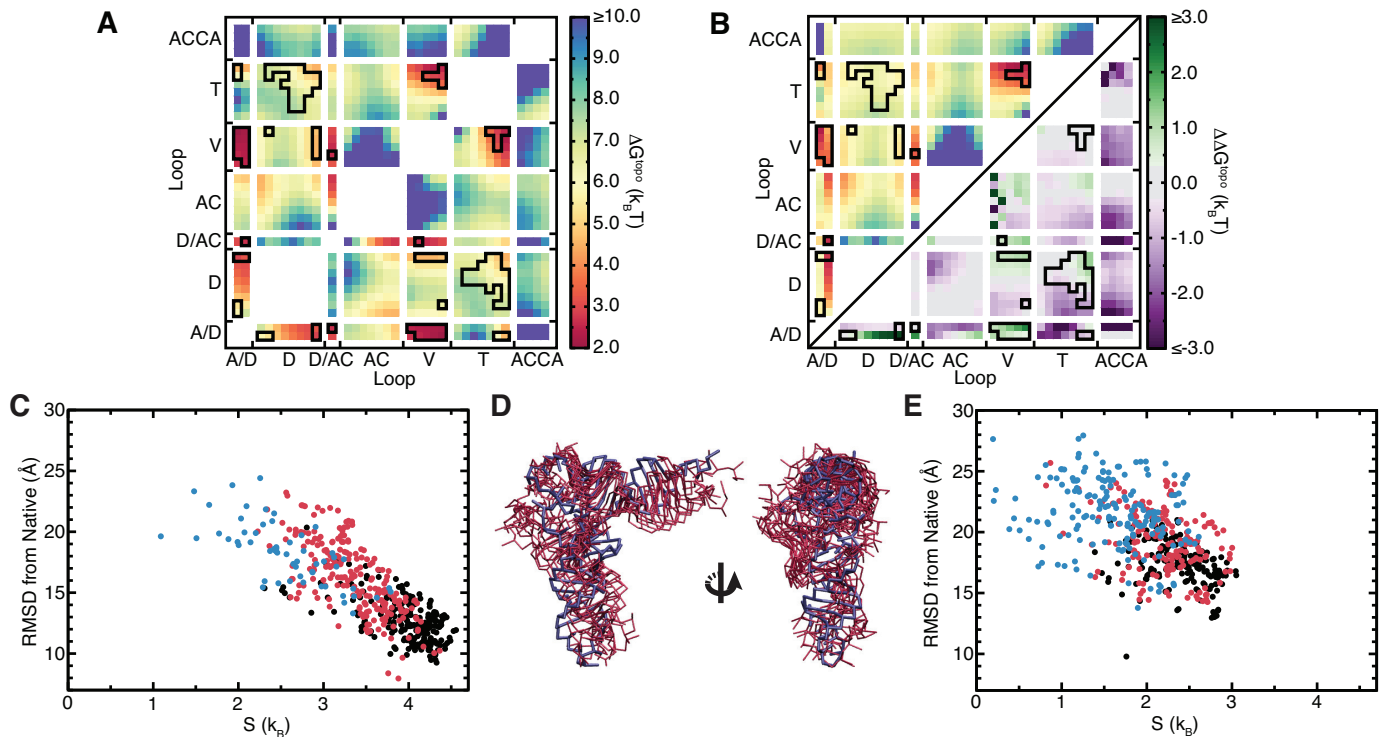 A
ACCA
T
V
AC
D/AC
D
A/D
Loop
A/D D D/AC AC V T ACCA
Loop
≥10.0
9.0
8.0
7.0
6.0
5.0
4.0
3.0
2.0
ΔG^topo (k_B T)
B
ACCA
T
V
AC
D/AC
D
A/D
Loop
A/D D D/AC AC V T ACCA
Loop
≥3.0
2.0
1.0
0.0
-1.0
-2.0
≤-3.0
ΔΔG^topo (k_B T)
C
30
25
20
15
10
RMSD from Native (Å)
0 1 2 3 4
S (k_B)
D
E
30
25
20
15
10
RMSD from Native (Å)
0 1 2 3 4
S (k_B)